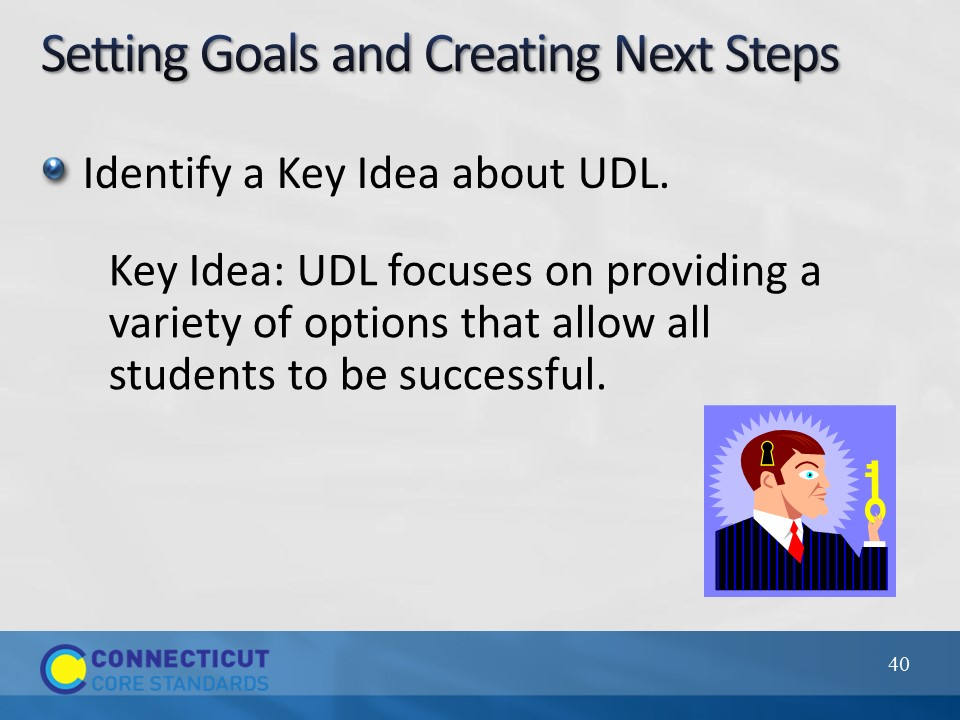 Setting Goals and Creating Next Steps
Identify a Key Idea about UDL.
Key Idea: UDL focuses on providing a
variety of options that allow all
students to be successful.
CONNECTICUT
CORE STANDARDS
40